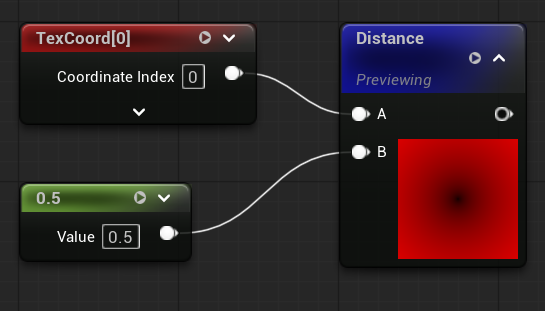 TexCoord[0]
Coordinate Index 0
0.5
Value 0.5
Distance
Previewing
A
B